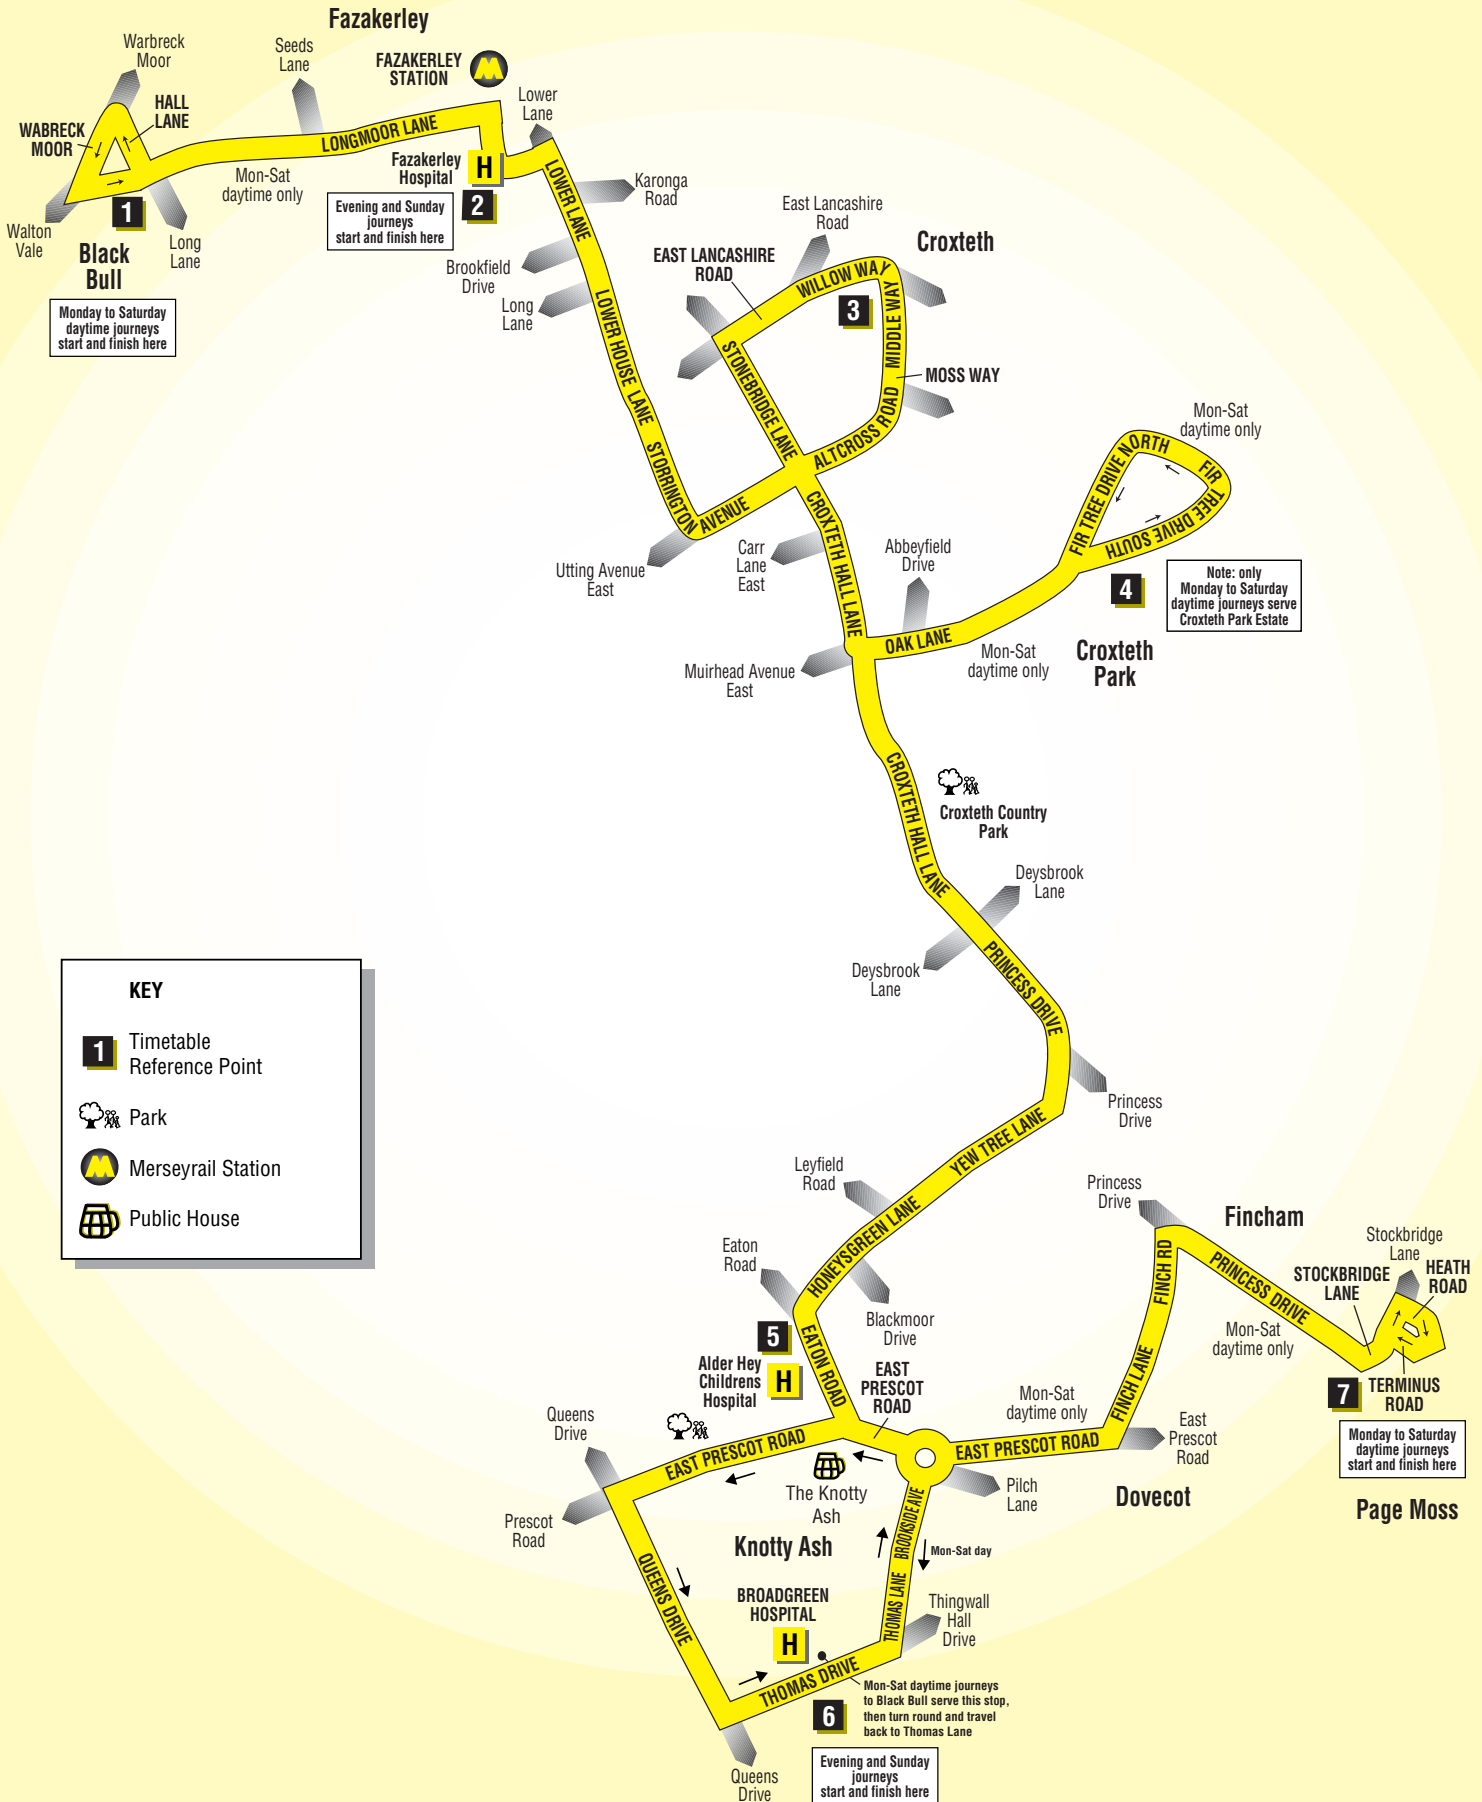 Fazakerley
Warbreck
Moor
Seeds
Lane
FAZAKERLEY
STATION
Lower
Lane
HALL
LANE
WABRECK
MOOR
LONGMOOR LANE
Mon-Sat
daytime only
Fazakerley
Hospital
H
2
Evening and Sunday
journeys
start and finish here
1
Walton
Vale
Black
Bull
Long
Lane
Monday to Saturday
daytime journeys
start and finish here
LOWER LANE
Karonga
Road
Brookfield
Drive
Long
Lane
LOWER HOUSE LANE
STORRINGTON
AVENUE
Utting Avenue
East
East Lancashire
Road
Croxteth
EAST LANCASHIRE
ROAD
WILLOW WAY
3
MIDDLE WAY
MOSS WAY
STONEBRIDGE LANE
ALTCROSS ROAD
CROXTETH HALL LANE
Carr
Lane
East
Abbeyfield
Drive
Mon-Sat
daytime only
FIR TREE DRIVE NORTH
FIR TREE DRIVE SOUTH
4
Note: only
Monday to Saturday
daytime journeys serve
Croxteth Park Estate
OAK LANE
Mon-Sat
daytime only
Croxteth
Park
Muirhead Avenue
East
CROXTETH HALL LANE
Croxteth Country
Park
Deysbrook
Lane
Deysbrook
Lane
PRINCESS DRIVE
Princess
Drive
KEY
1
Timetable
Reference Point
Park
Merseyrail Station
Public House
YEW TREE LANE
Leyfield
Road
HONEYSGREEN LANE
Eaton
Road
Blackmoor
Drive
5
Alder Hey
Childrens
Hospital
H
EATON ROAD
EAST
PRESCOT
ROAD
Princess
Drive
Fincham
FINCH RD
PRINCESS DRIVE
Mon-Sat
daytime only
STOCKBRIDGE
LANE
Stockbridge
Lane
HEATH
ROAD
7
TERMINUS
ROAD
Monday to Saturday
daytime journeys
start and finish here
Page Moss
FINCH LANE
Mon-Sat
daytime only
EAST PRESCOT ROAD
East
Prescot
Road
Dovecot
Pilch
Lane
Queens
Drive
EAST PRESCOT ROAD
The Knotty
Ash
Prescot
Road
Knotty Ash
BROOKSIDE AVE
Mon-Sat day
QUEENS DRIVE
BROADGREEN
HOSPITAL
H
THOMAS LANE
Thingwall
Hall
Drive
THOMAS DRIVE
6
Mon-Sat daytime journeys
to Black Bull serve this stop,
then turn round and travel
back to Thomas Lane
Queens
Drive
Evening and Sunday
journeys
start and finish here